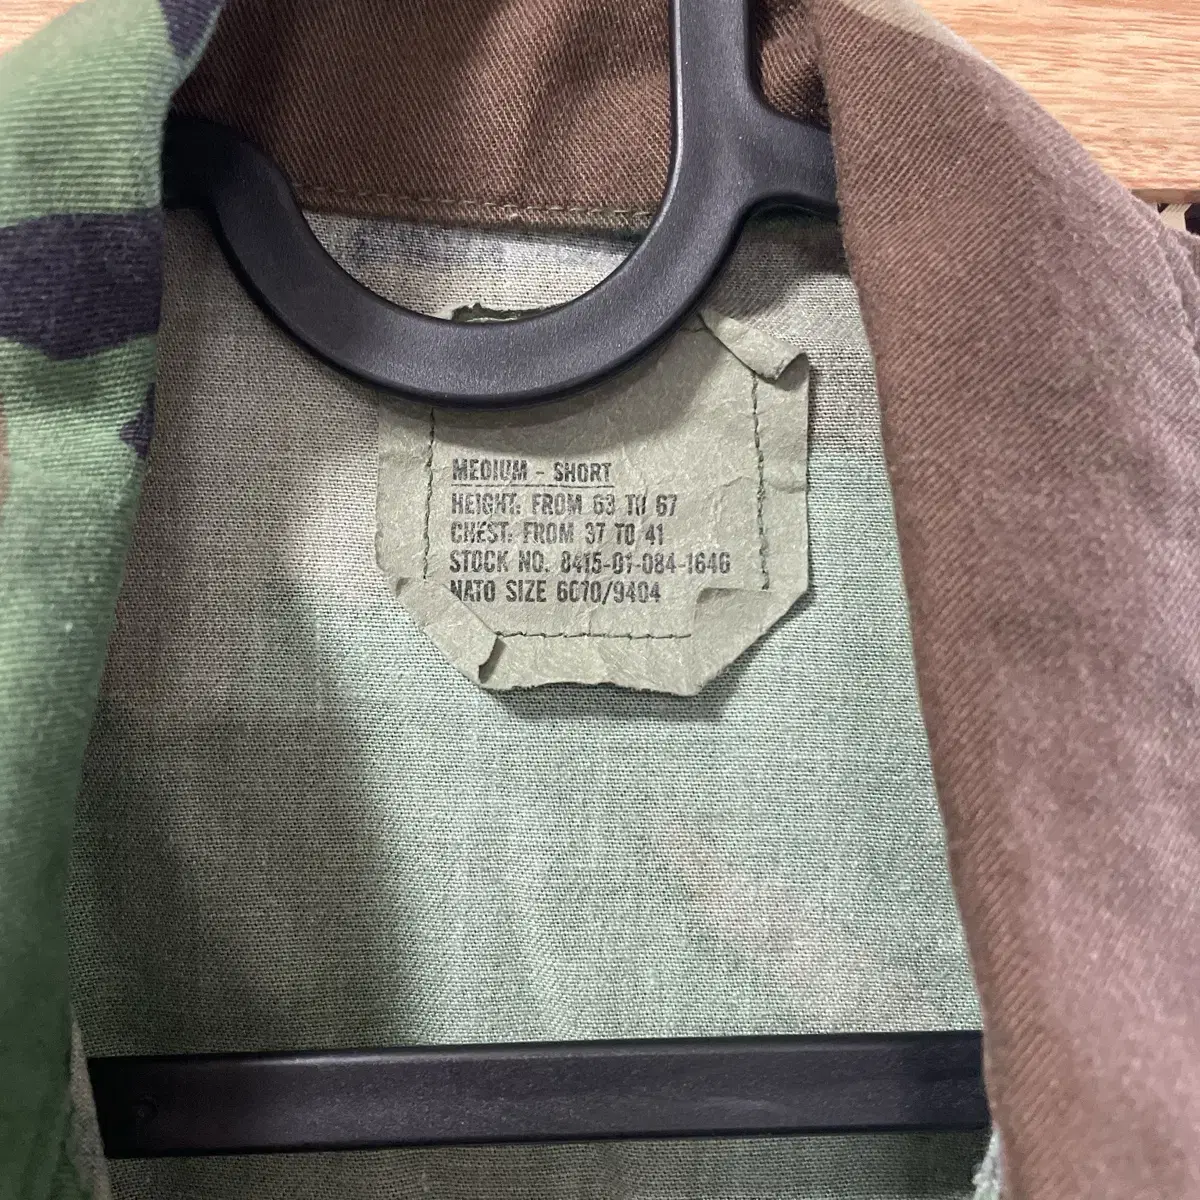 MEDIUM - SHORT
HEIGHT: FROM 63 TO 67
CHEST: FROM 37 TO 41
STOCK NO. 8415-01-084-1646
NATO SIZE 6070/9404